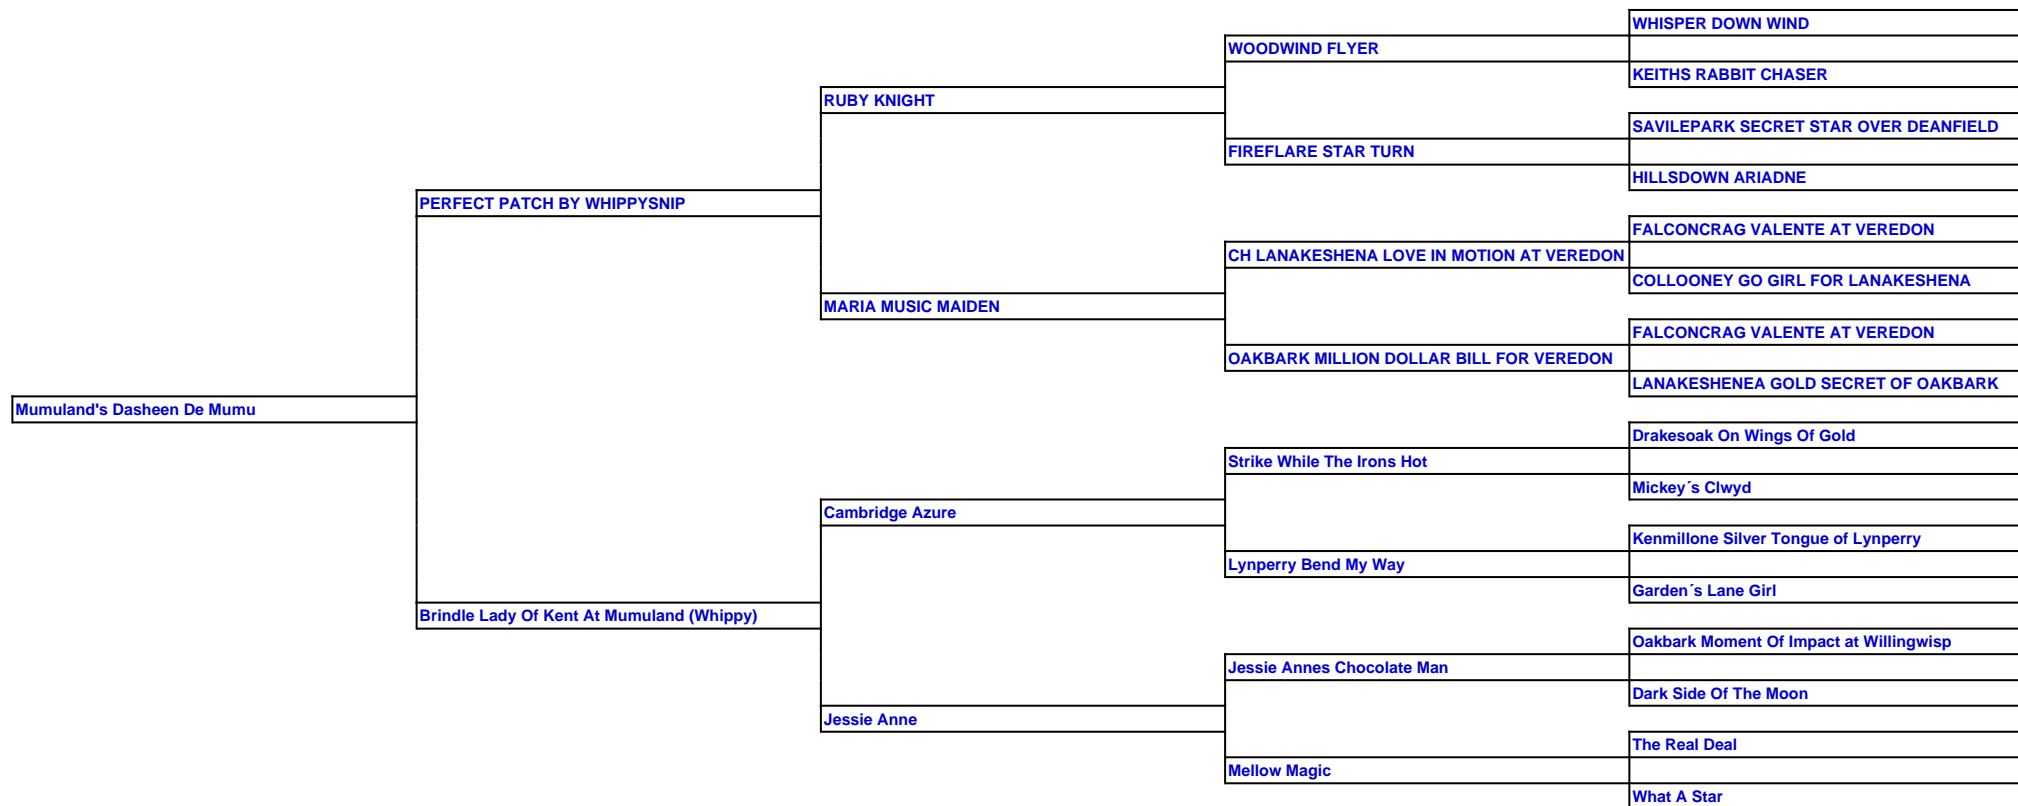 WHISPER DOWN WIND
WOODWIND FLYER
KEITHS RABBIT CHASER
RUBY KNIGHT
SAVILEPARK SECRET STAR OVER DEANFIELD
FIREFLARE STAR TURN
HILLSDOWN ARIADNE
PERFECT PATCH BY WHIPPYSNIP
FALCONCRAG VALENTE AT VEREDON
CH LANAKESHENA LOVE IN MOTION AT VEREDON
COLLOONEY GO GIRL FOR LANAKESHENA
MARIA MUSIC MAIDEN
FALCONCRAG VALENTE AT VEREDON
OAKBARK MILLION DOLLAR BILL FOR VEREDON
LANAKESHENEA GOLD SECRET OF OAKBARK
Mumuland's Dasheen De Mumu
Drakesoak On Wings Of Gold
Strike While The Irons Hot
Mickey´s Clwyd
Cambridge Azure
Kenmillone Silver Tongue of Lynperry
Lynperry Bend My Way
Garden´s Lane Girl
Brindle Lady Of Kent At Mumuland (Whippy)
Oakbark Moment Of Impact at Willingwisp
Jessie Annes Chocolate Man
Dark Side Of The Moon
Jessie Anne
The Real Deal
Mellow Magic
What A Star